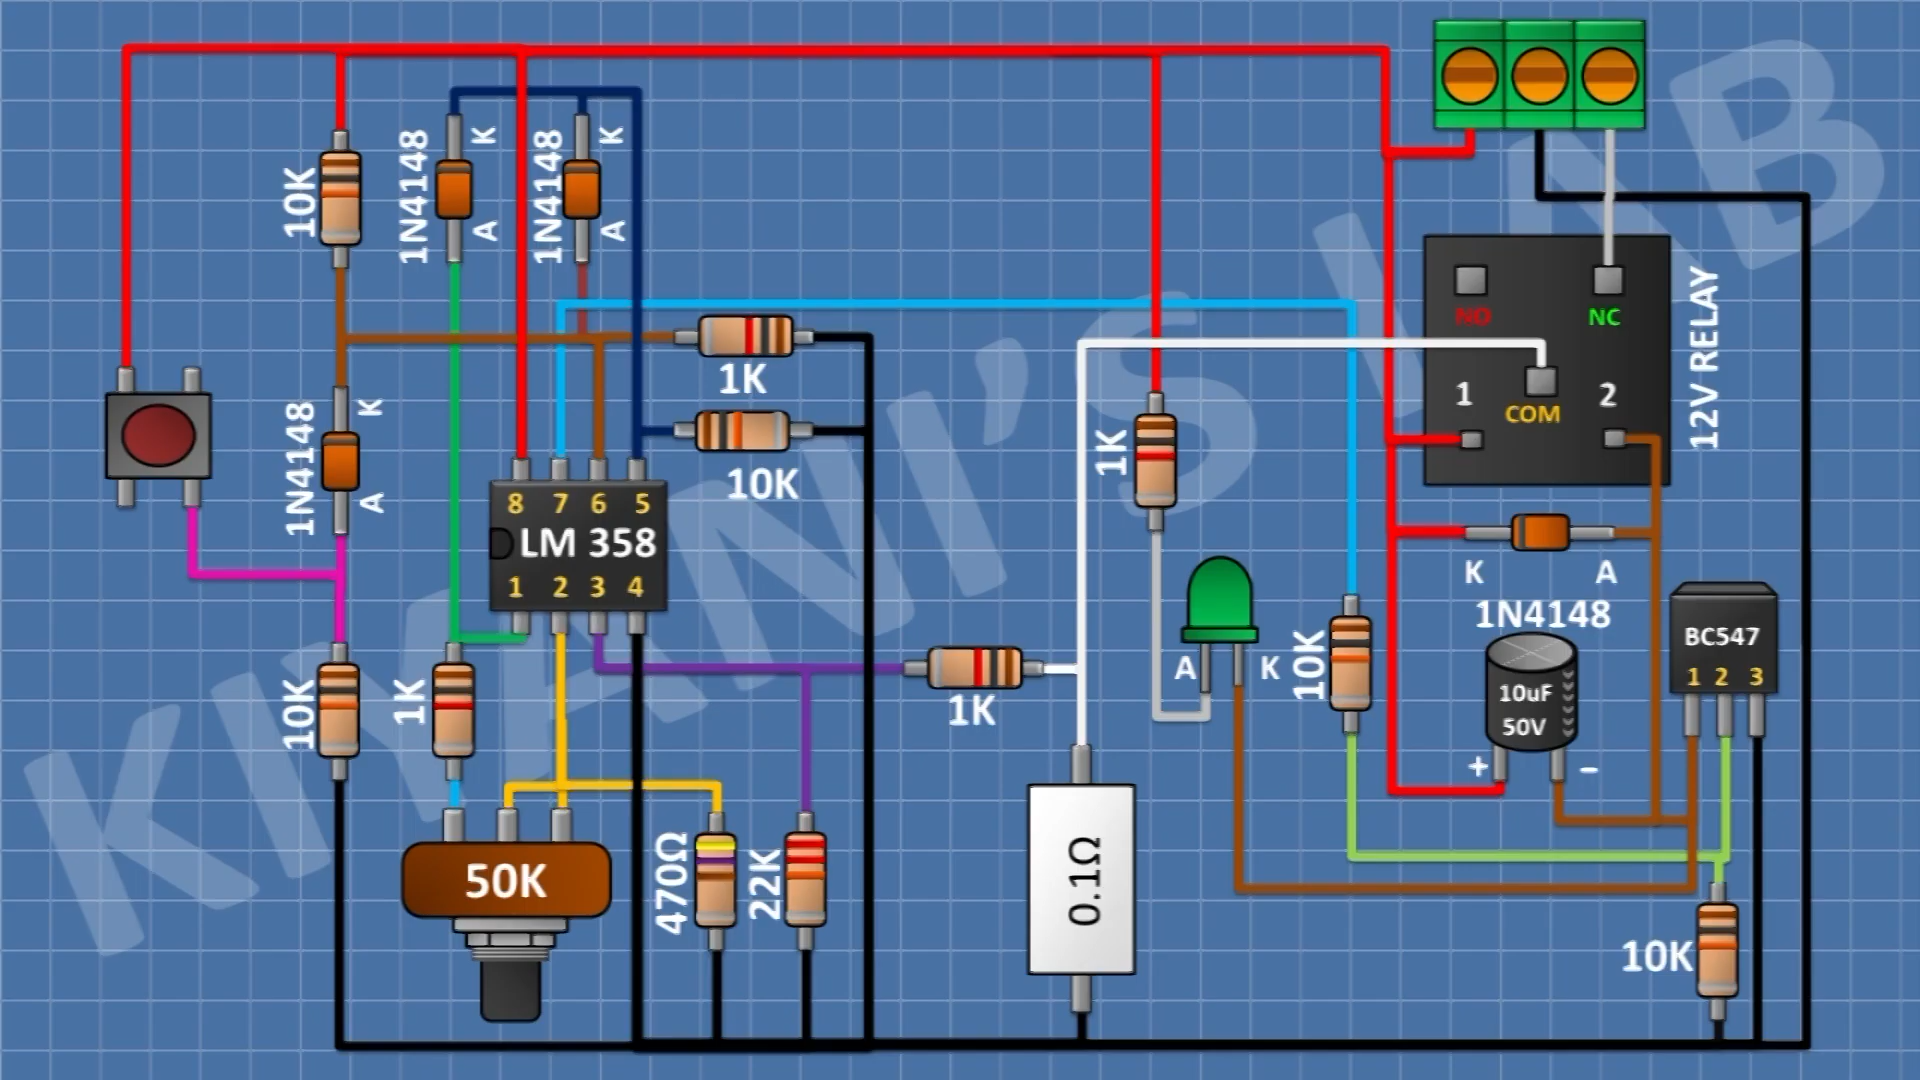 KIYANI'S LAB
10K
1N4148
K
A
1N4148
K
A
1K
10K
1N4148
K
A
8 7 6 5
LM 358
1 2 3 4
10K
1K
50K
470Ω
22K
1K
0.1Ω
1K
A
K
10K
NO
NC
1
2
COM
12V RELAY
K
A
1N4148
10uF
50V
+
−
BC547
1 2 3
10K